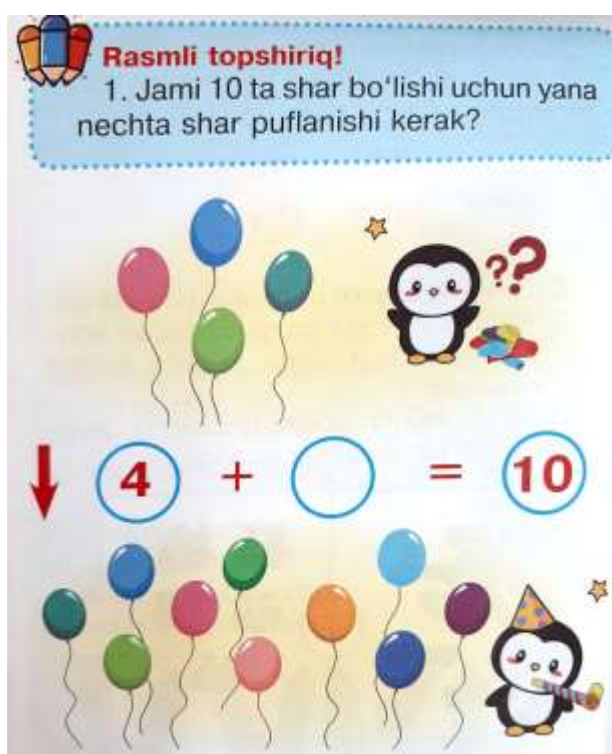 Rasmli topshiriq!
1. Jami 10 ta shar bo'lishi uchun yana
nechta shar puflanishi kerak?
??
4 + = 10